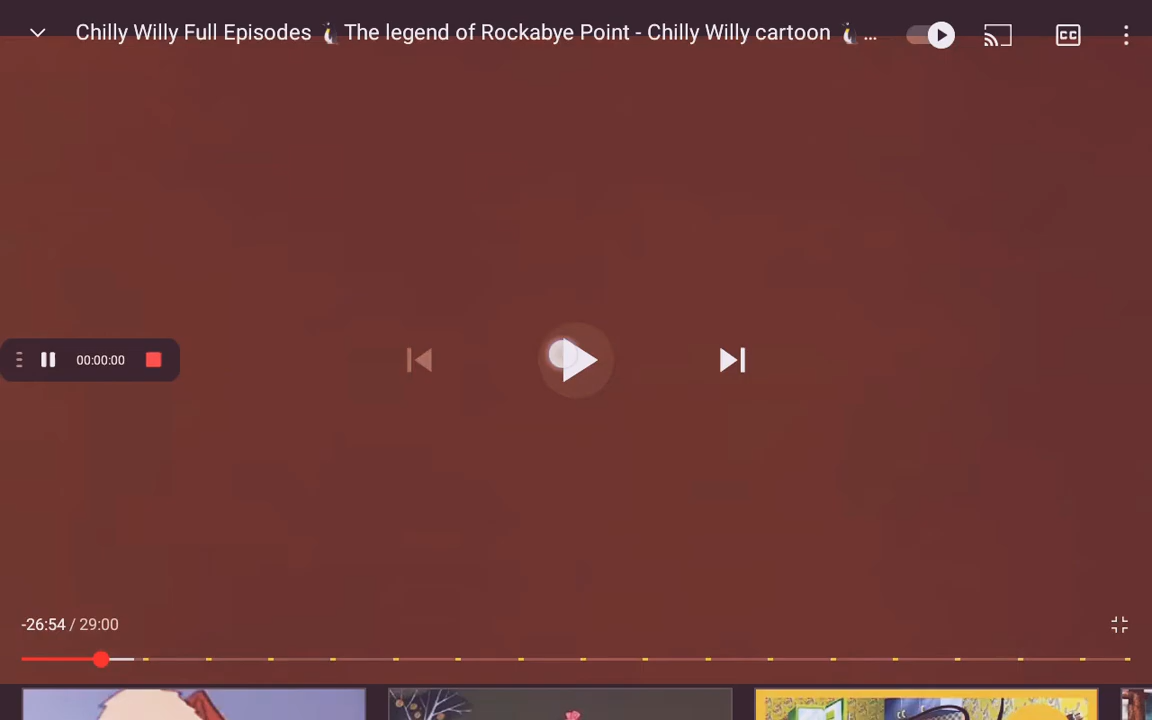 Chilly Willy Full Episodes 🐧The legend of Rockabye Point - Chilly Willy cartoon 🐧...
CC
00:00:00
-26:54 / 29:00